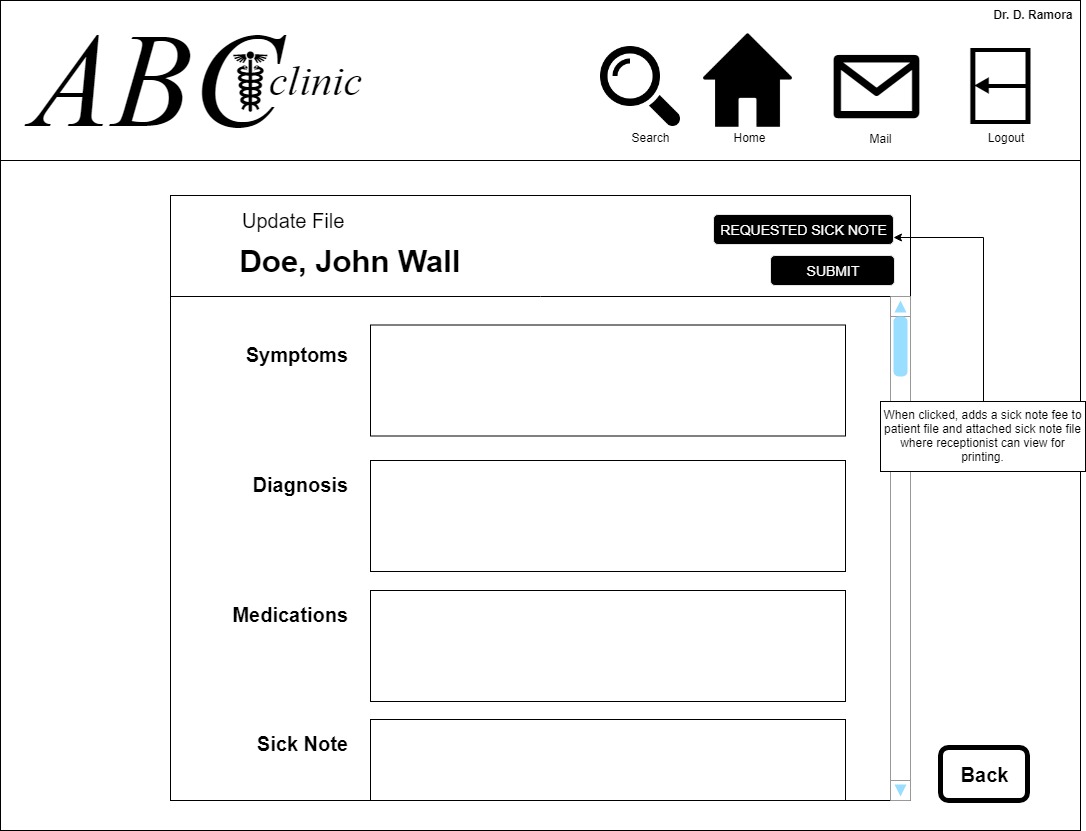 Dr. D. Ramora
ABC clinic
Search
Home
Mail
Logout
Update File
Doe, John Wall
REQUESTED SICK NOTE
SUBMIT
Symptoms
When clicked, adds a sick note fee to
patient file and attached sick note file
where receptionist can view for
printing.
Diagnosis
Medications
Sick Note
Back